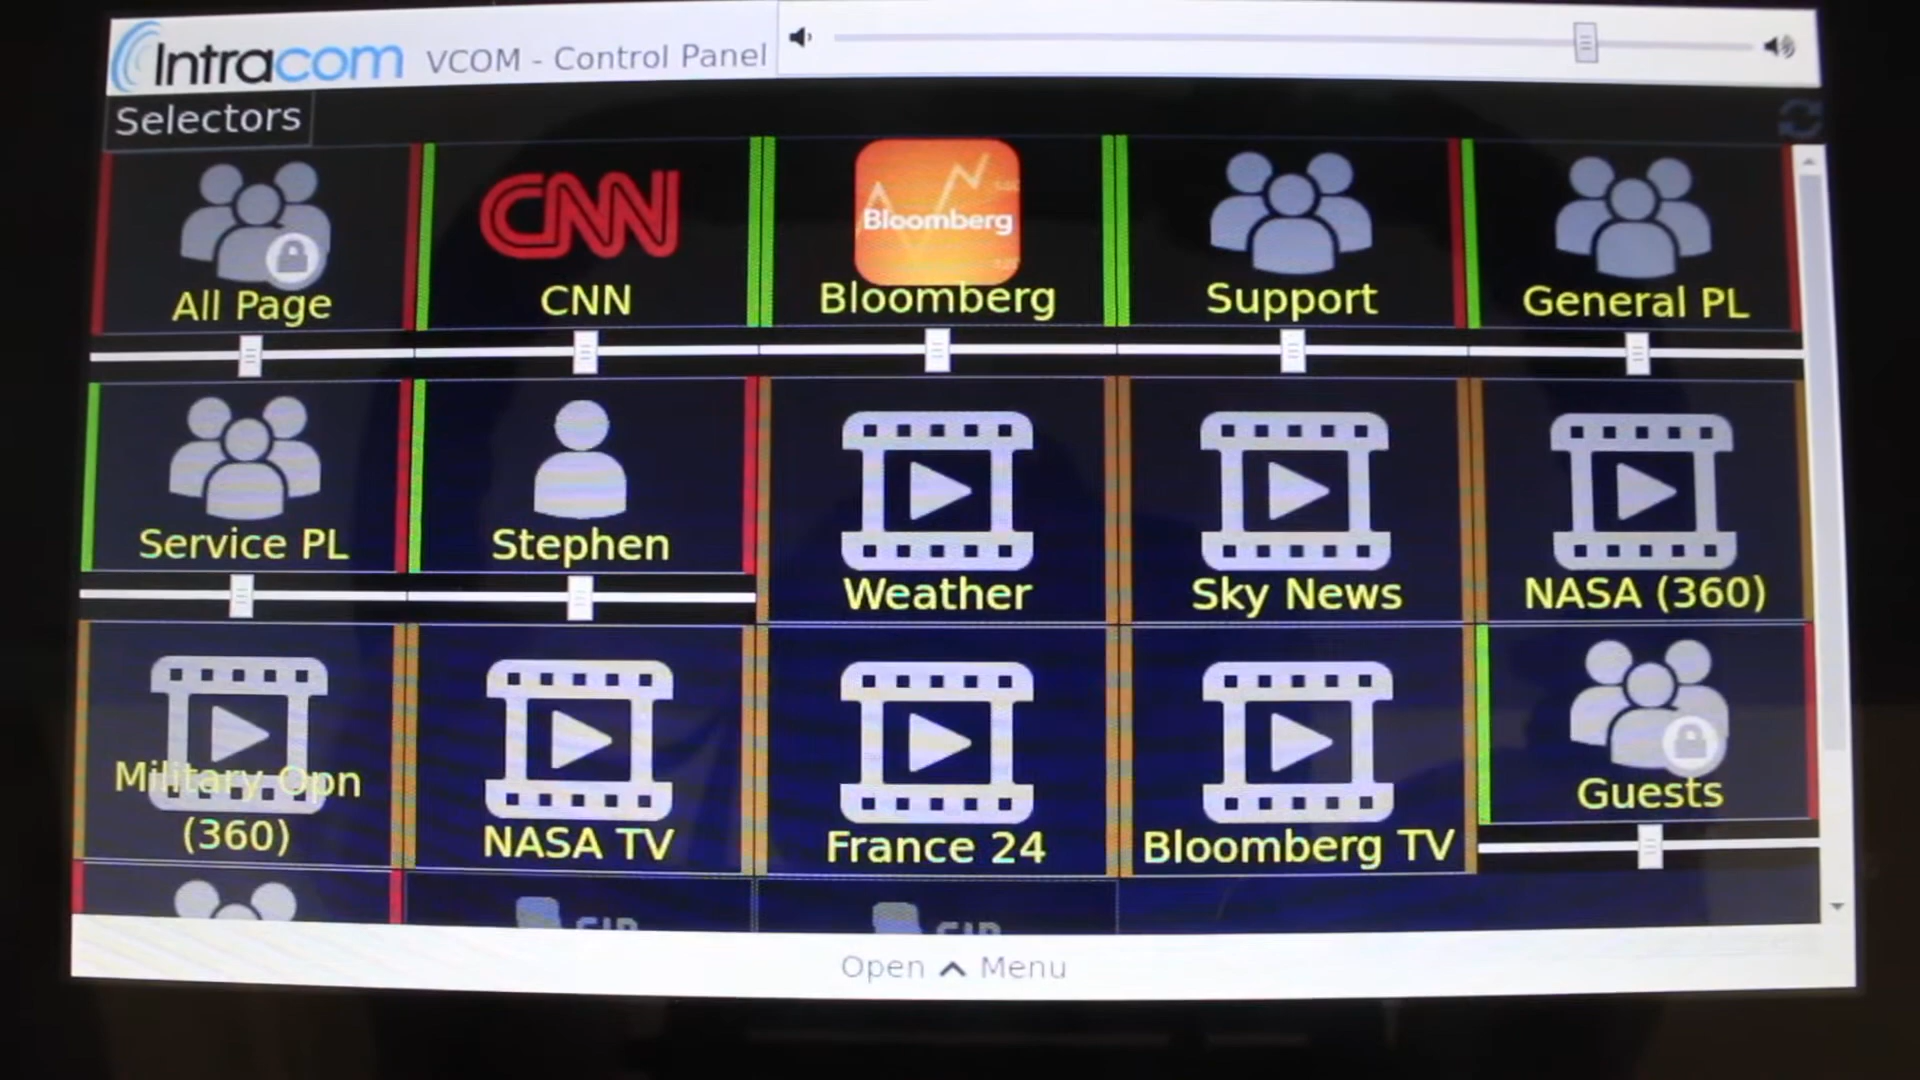 Intracom VCOM - Control Panel
Selectors
CNN
Bloomberg
All Page CNN Bloomberg Support General PL
Service PL Stephen
Weather Sky News NASA (360)
Military Opn
(360) NASA TV France 24 Bloomberg TV Guests
Open Menu